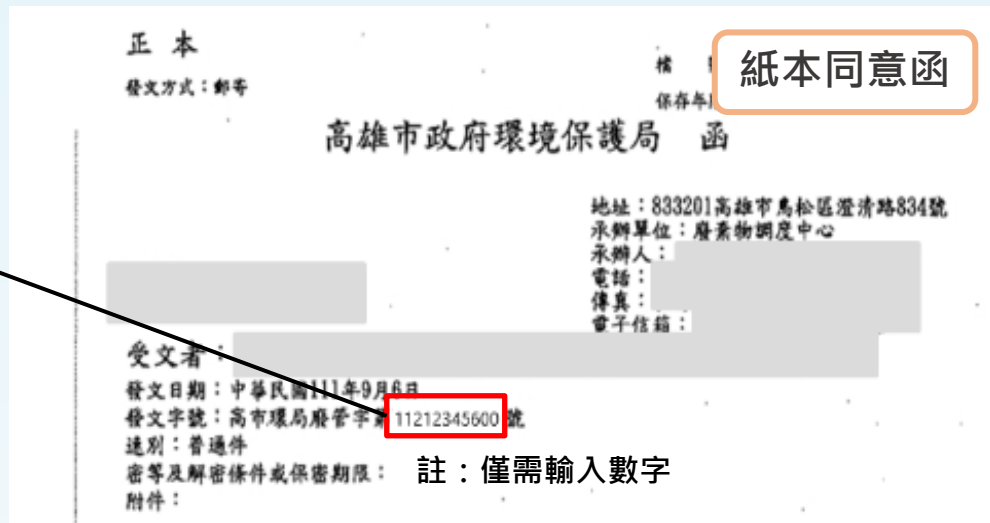 正本
紙本同意函
發文方式：郵寄
檔
保存年
高雄市政府環境保護局 函
地址：833201高雄市鳥松區澄清路834號
承辦單位：廢棄物調度中心
承辦人：
電話：
傳真：
電子信箱：
受文者：
發文日期：中華民國111年9月6日
發文字號：高市環局廢管字第11212345600號
速別：普通件
密等及解密條件或保密期限：
註：僅需輸入數字
附件：